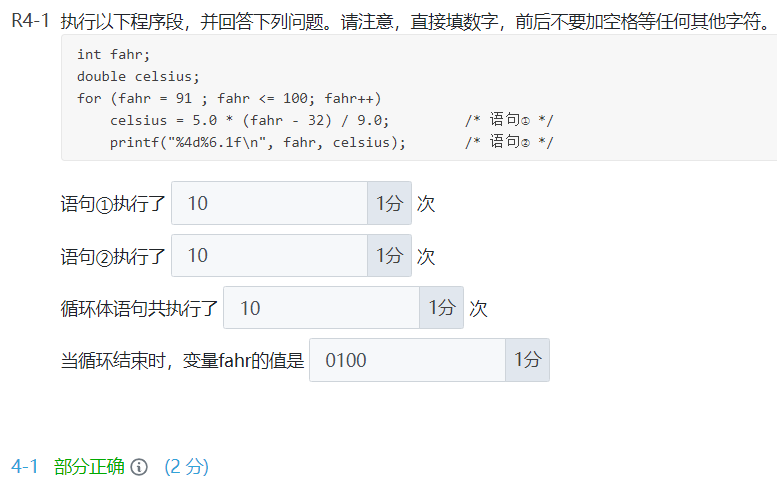 R4-1 执行以下程序段，并回答下列问题。请注意，直接填数字，前后不要加空格等任何其他字符。
int fahr;
double celsius;
for (fahr = 91 ; fahr <= 100; fahr++)
    celsius = 5.0 * (fahr - 32) / 9.0;         /* 语句① */
    printf("%4d%6.1f\n", fahr, celsius);       /* 语句② */
语句①执行了 10 1分 次
语句②执行了 10 1分 次
循环体语句共执行了 10 1分 次
当循环结束时，变量fahr的值是 0100 1分
4-1 部分正确 (2 分)